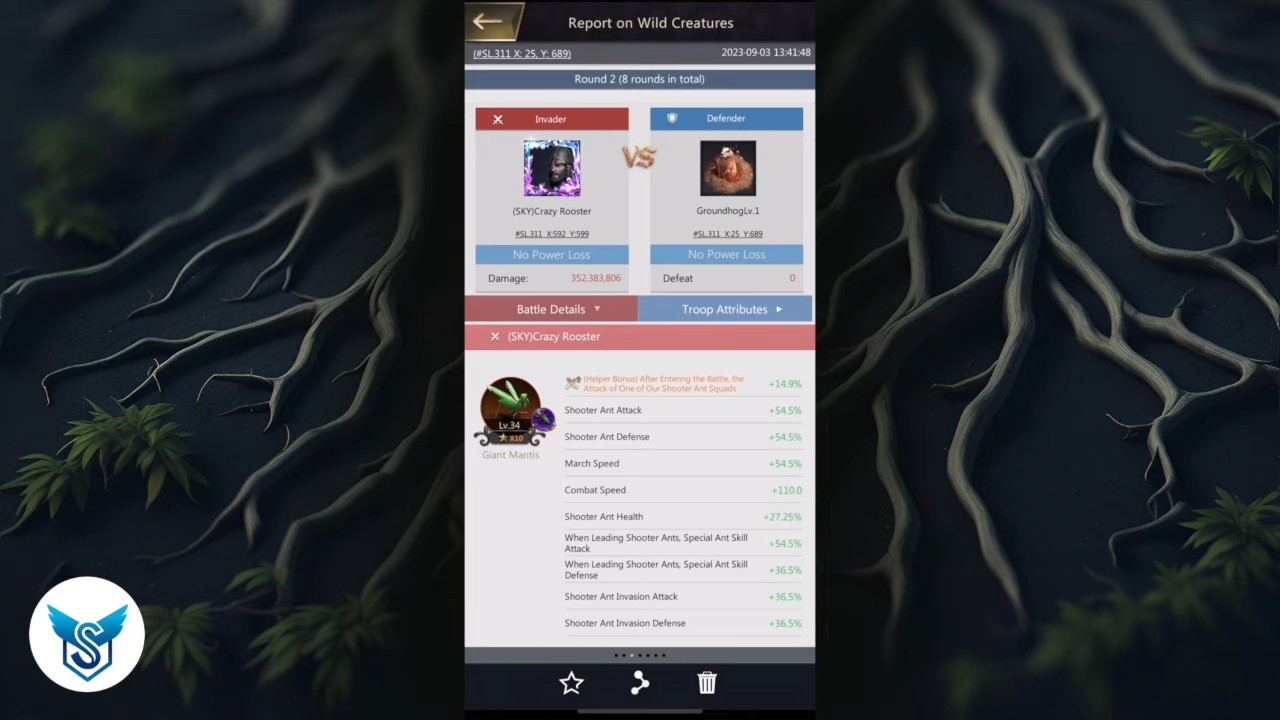 Report on Wild Creatures
(#SL.311 X: 25, Y: 689)
2023-09-03 13:41:48
Round 2 (8 rounds in total)
Invader
Defender
VS
(SKY)Crazy Rooster
GroundhogLv.1
#SL.311 X:592 Y:599
#SL.311 X:25 Y:689
No Power Loss
No Power Loss
Damage: 352,383,806
Defeat 0
Battle Details
Troop Attributes
(SKY)Crazy Rooster
Lv.34
X10
Giant Mantis
(Helper Bonus) After Entering the Battle, the
Attack of One of Our Shooter Ant Squads
+14.9%
Shooter Ant Attack +54.5%
Shooter Ant Defense +54.5%
March Speed +54.5%
Combat Speed +110.0
Shooter Ant Health +27.25%
When Leading Shooter Ants, Special Ant Skill
Attack
+54.5%
When Leading Shooter Ants, Special Ant Skill
Defense
+36.5%
Shooter Ant Invasion Attack +36.5%
Shooter Ant Invasion Defense +36.5%
S